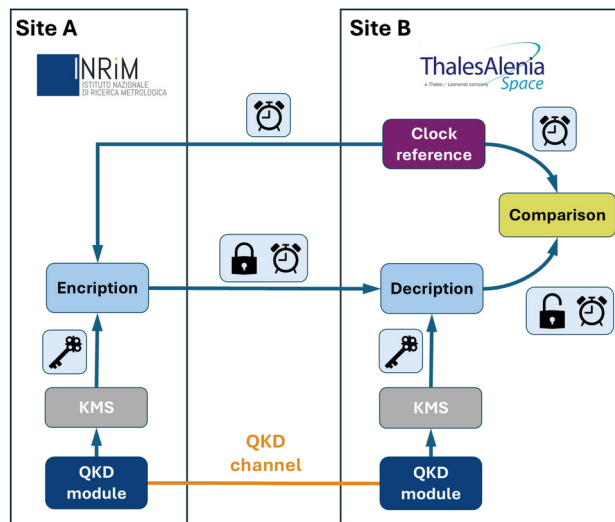 Site A
INRiM
ISTITUTO NAZIONALE
DI RICERCA METROLOGICA
Site B
ThalesAlenia
a Thales / Leonardo company
Space
Clock
reference
Comparison
Encription
Decription
KMS
KMS
QKD
channel
QKD
module
QKD
module